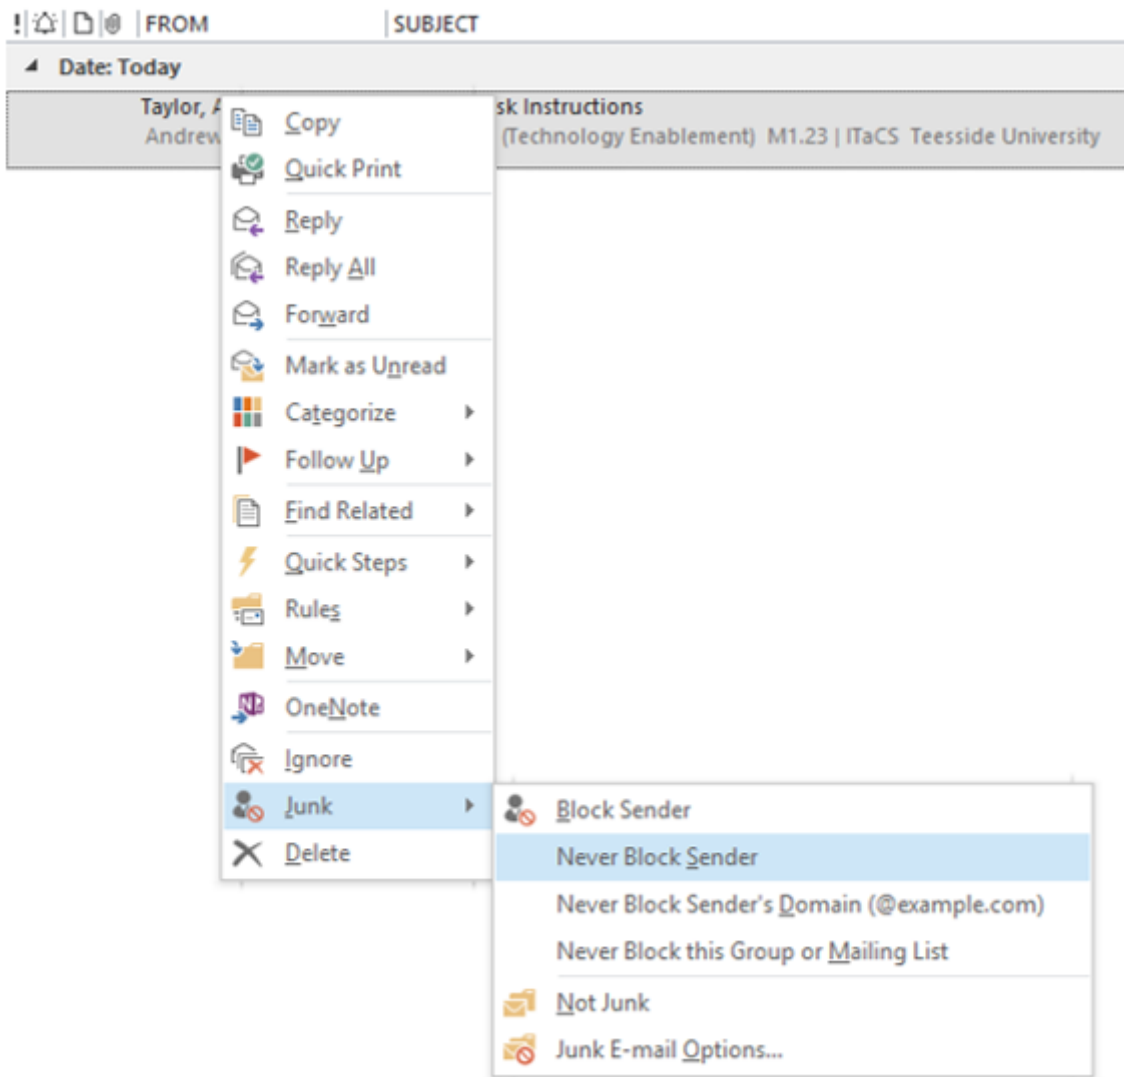 ! FROM SUBJECT
Date: Today
Taylor, A sk Instructions
Andrew (Technology Enablement) M1.23 | ITaCS Teesside University
Copy
Quick Print
Reply
Reply All
Forward
Mark as Unread
Categorize
Follow Up
Find Related
Quick Steps
Rules
Move
OneNote
Ignore
Junk
Delete
Block Sender
Never Block Sender
Never Block Sender's Domain (@example.com)
Never Block this Group or Mailing List
Not Junk
Junk E-mail Options...